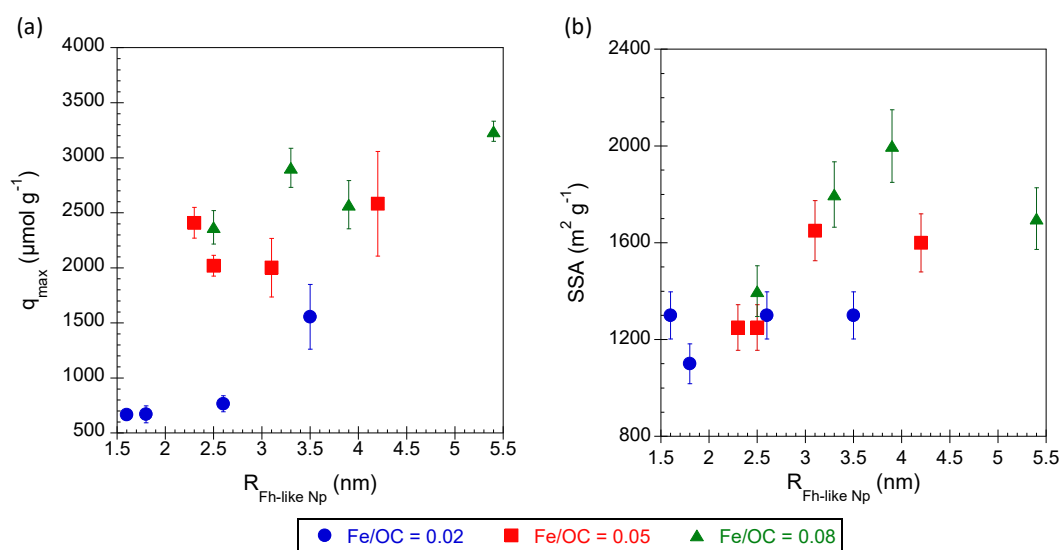 (a)
4000
3500
3000
2500
2000
1500
1000
500
q_max (μmol g⁻¹)
1.5 2 2.5 3 3.5 4 4.5 5 5.5
R_Fh-like Np (nm)
(b)
2400
2000
1600
1200
800
SSA (m² g⁻¹)
1.5 2 2.5 3 3.5 4 4.5 5 5.5
R_Fh-like Np (nm)
Fe/OC = 0.02 Fe/OC = 0.05 Fe/OC = 0.08